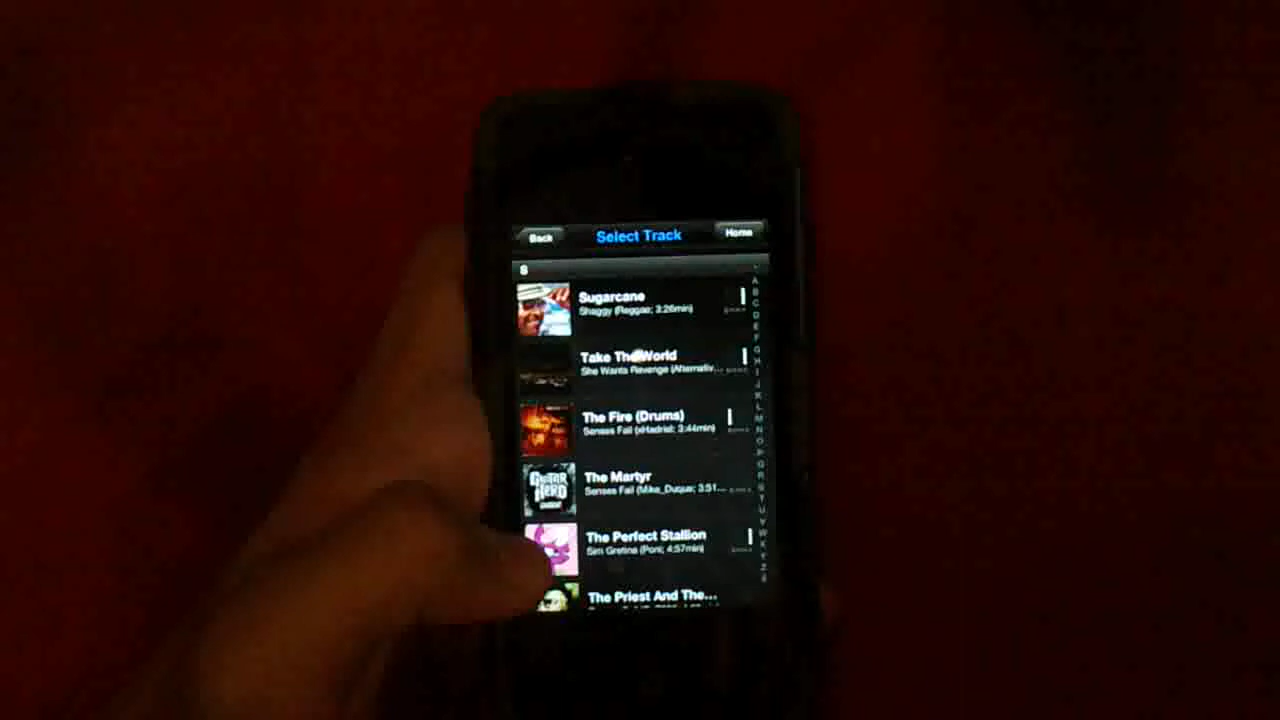 Back
Select Track
Home
S
Sugarcane
Shaggy (Reggae; 3:26min)
Take The World
She Wants Revenge (Alternativ...
The Fire (Drums)
Senses Fail (xHadriel; 3:44min)
The Martyr
Senses Fail (Mike_Duque; 3:51...
GUITAR
HERO
The Perfect Stallion
Sim Gretina (Poni; 4:57min)
The Priest And The...
A
B
C
D
E
F
G
H
I
J
K
L
M
N
O
P
Q
R
S
T
U
V
W
X
Y
Z